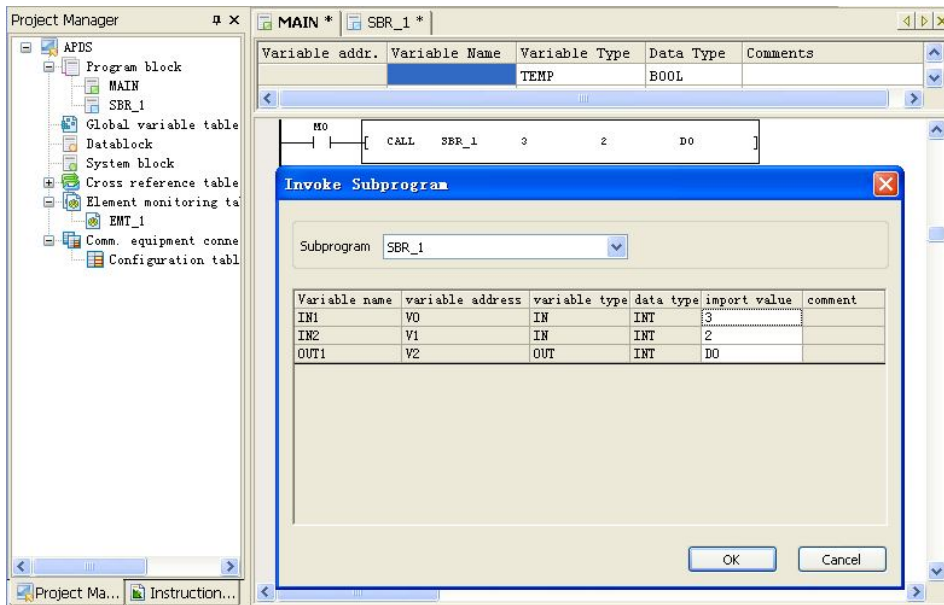 Project Manager
MAIN * SBR_1 *
APDS
Program block
MAIN
SBR_1
Global variable table
Datablock
System block
Cross reference table
Element monitoring ta
EMT_1
Comm. equipment conne
Configuration tabl
Project Ma... Instruction...
Variable addr. Variable Name Variable Type Data Type Comments
TEMP BOOL
M0
[ CALL SBR_1 3 2 D0 ]
Invoke Subprogram
Subprogram SBR_1
Variable name variable address variable type data type import value comment
IN1 V0 IN INT 3
IN2 V1 IN INT 2
OUT1 V2 OUT INT D0
OK Cancel